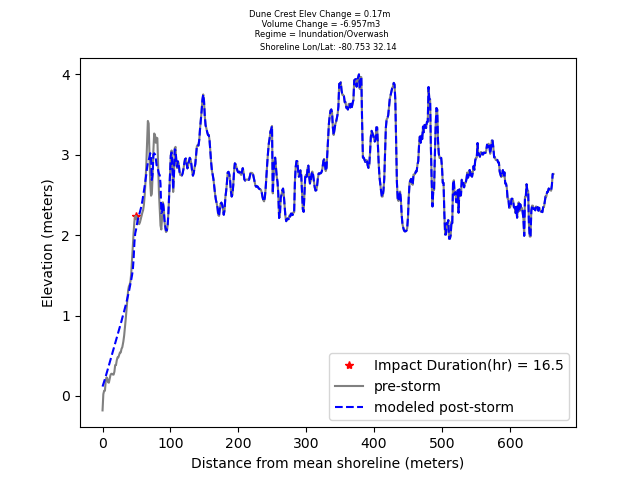 Dune Crest Elev Change = 0.17m
Volume Change = -6.957m3
Regime = Inundation/Overwash
Shoreline Lon/Lat: -80.753 32.14
4
3
2
1
0
Elevation (meters)
Impact Duration(hr) = 16.5
pre-storm
modeled post-storm
0 100 200 300 400 500 600
Distance from mean shoreline (meters)